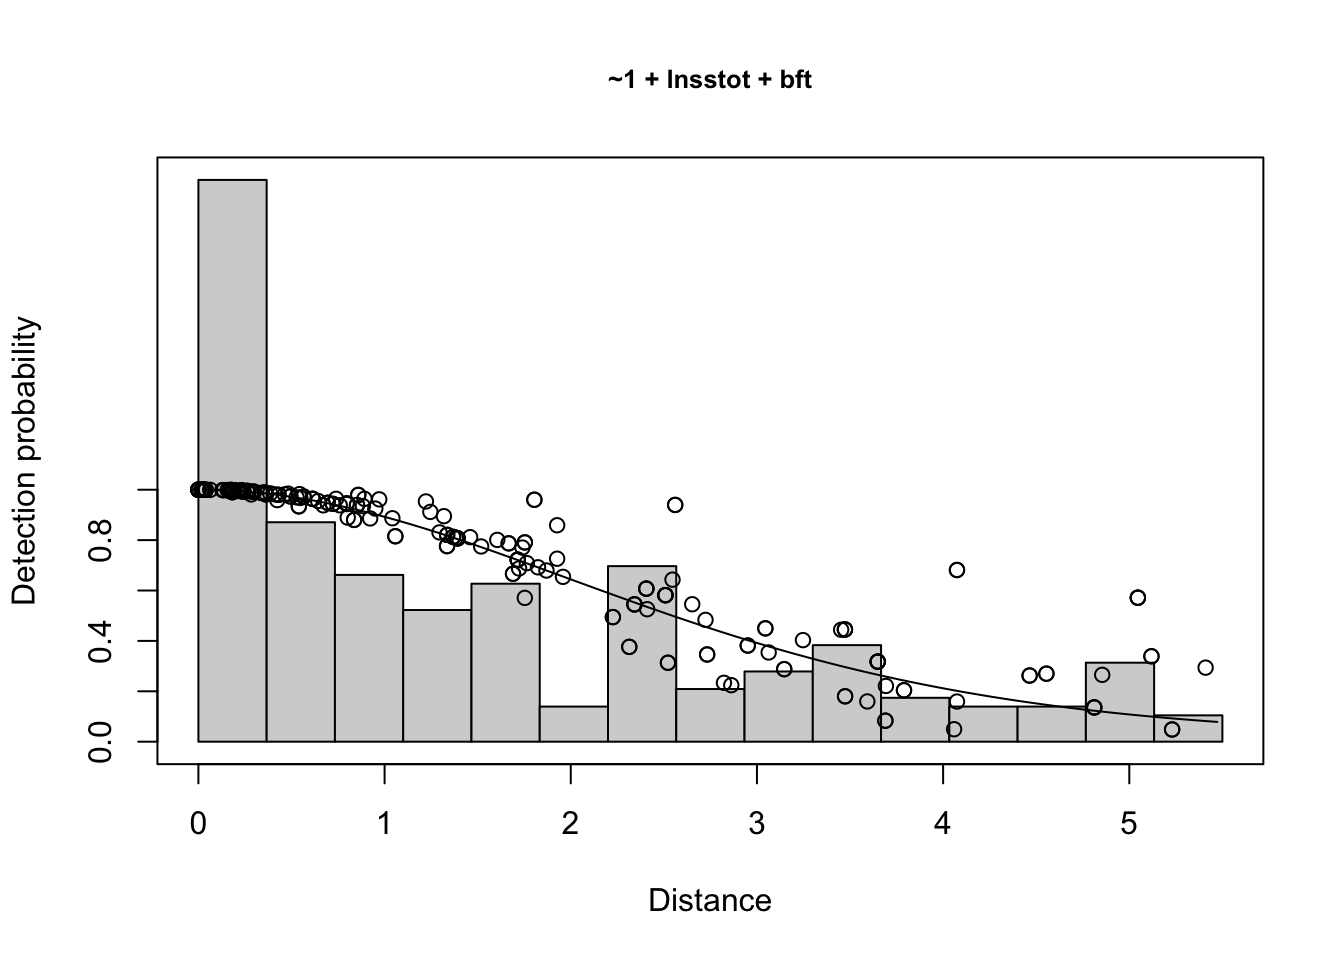 ~1 + lnsstot + bft
Detection probability
0.8
0.4
0.0
0 1 2 3 4 5
Distance